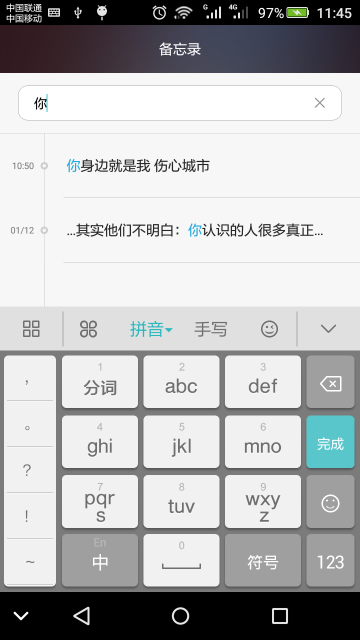 中国联通
中国移动
G
4G
97%
11:45
备忘录
你
10:50
你身边就是我 伤心城市
01/12
...其实他们不明白：你认识的人很多真正...
拼音
手写
，
1
分词
2
abc
3
def
。
4
ghi
5
jkl
6
mno
完成
?
7
pqr
s
8
tuv
9
wxy
z
!
~
En
中
0
符号
123